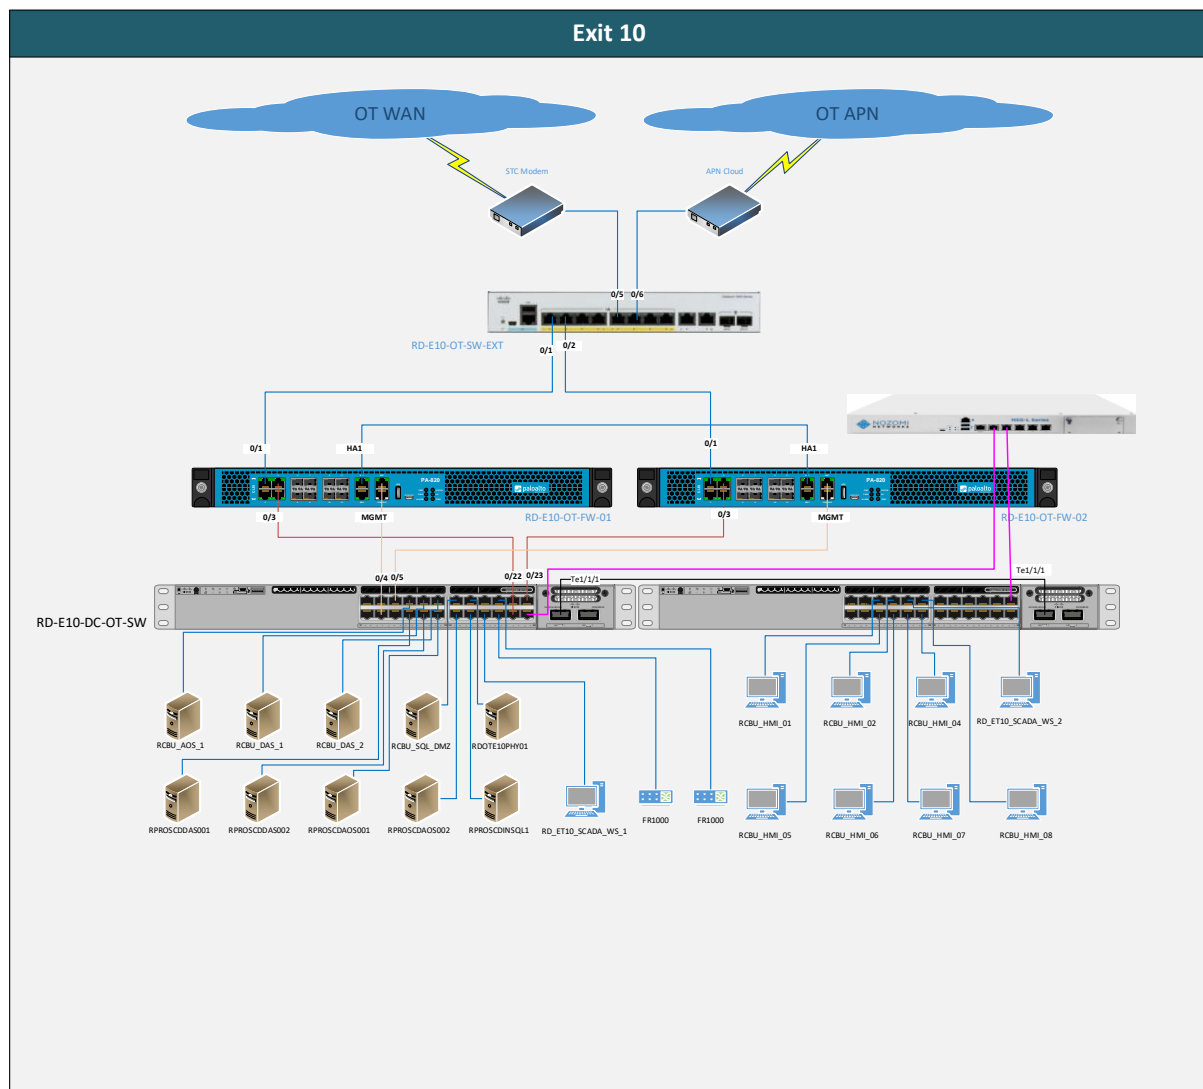 Exit 10
OT WAN
OT APN
STC Modem
APN Cloud
0/5
0/6
RD-E10-OT-SW-EXT
0/1
0/2
NOZOMI
NETWORKS
0/1
HA1
0/1
HA1
PA-820
paloalto
PA-820
paloalto
0/3
MGMT
RD-E10-OT-FW-01
0/3
MGMT
RD-E10-OT-FW-02
0/4
0/5
0/22
0/23
Te1/1/1
Te1/1/1
RD-E10-DC-OT-SW
RCBU_AOS_1
RCBU_DAS_1
RCBU_DAS_2
RCBU_SQL_DMZ
RDOTE10PHY01
RCBU_HMI_01
RCBU_HMI_02
RCBU_HMI_04
RD_ET10_SCADA_WS_2
RPROSCDDAS001
RPROSCDDAS002
RPROSCDAOS001
RPROSCDAOS002
RPROSCDINSQL1
RD_ET10_SCADA_WS_1
FR1000
FR1000
RCBU_HMI_05
RCBU_HMI_06
RCBU_HMI_07
RCBU_HMI_08